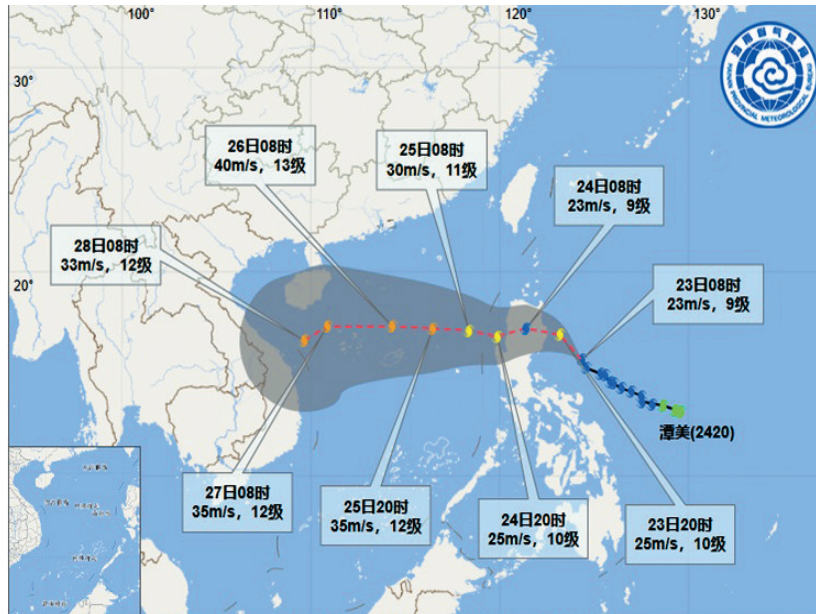 100°
110°
120°
130°
30°
20°
26日08时
40m/s，13级
25日08时
30m/s，11级
24日08时
23m/s，9级
28日08时
33m/s，12级
23日08时
23m/s，9级
潭美(2420)
27日08时
35m/s，12级
25日20时
35m/s，12级
24日20时
25m/s，10级
23日20时
25m/s，10级
HAINAN PROVINCIAL METEOROLOGICAL BUREAU